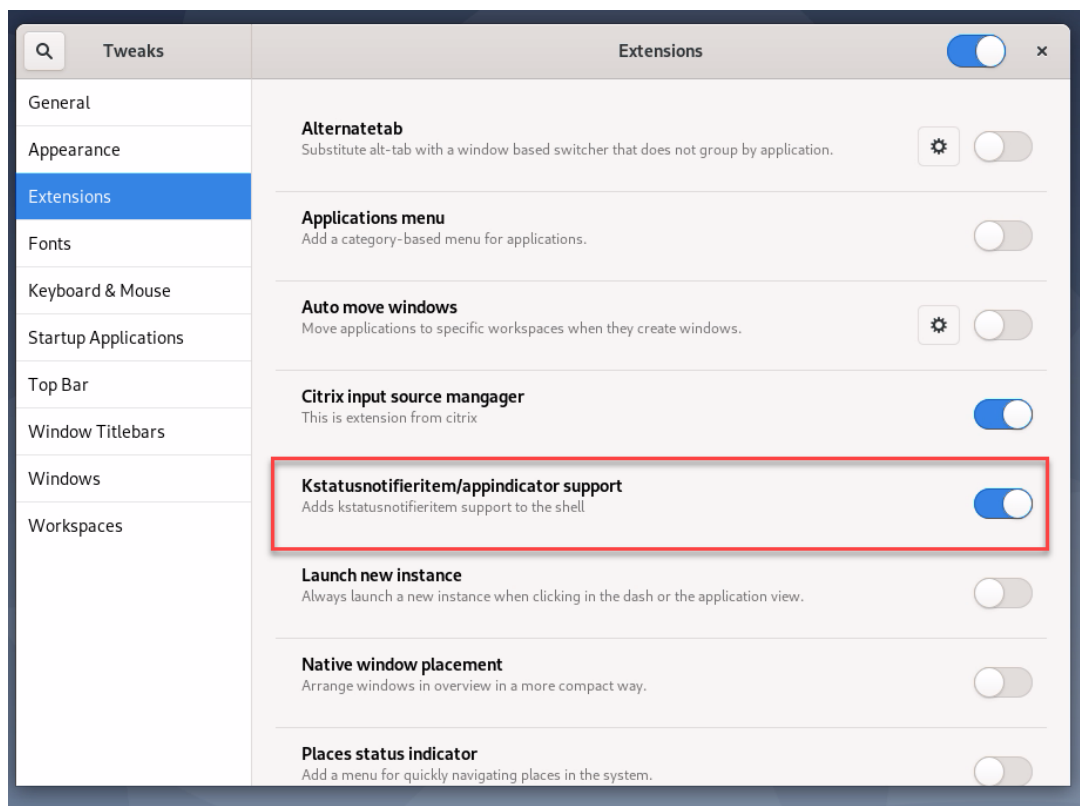 Tweaks
Extensions
General
Appearance
Extensions
Fonts
Keyboard & Mouse
Startup Applications
Top Bar
Window Titlebars
Windows
Workspaces
Alternatetab
Substitute alt-tab with a window based switcher that does not group by application.
Applications menu
Add a category-based menu for applications.
Auto move windows
Move applications to specific workspaces when they create windows.
Citrix input source mangager
This is extension from citrix
Kstatusnotifieritem/appindicator support
Adds kstatusnotifieritem support to the shell
Launch new instance
Always launch a new instance when clicking in the dash or the application view.
Native window placement
Arrange windows in overview in a more compact way.
Places status indicator
Add a menu for quickly navigating places in the system.